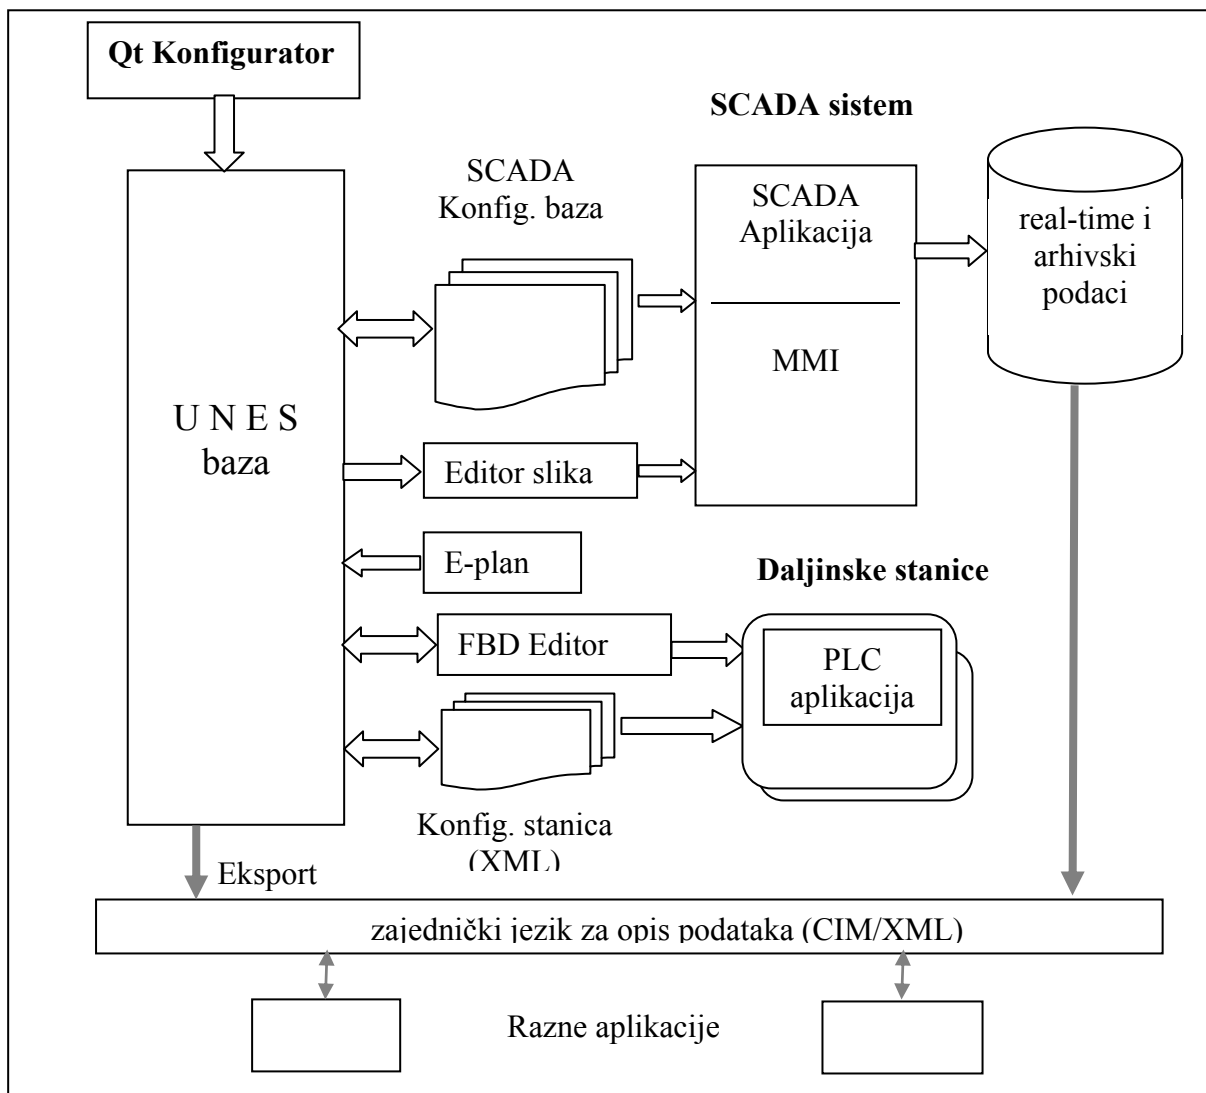 Qt Konfigurator
SCADA sistem
SCADA
Konfig. baza
SCADA
Aplikacija
real-time i
arhivski
podaci
MMI
U N E S
baza
Editor slika
E-plan
Daljinske stanice
FBD Editor
PLC
aplikacija
Konfig. stanica
(XML)
Eksport
zajednički jezik za opis podataka (CIM/XML)
Razne aplikacije